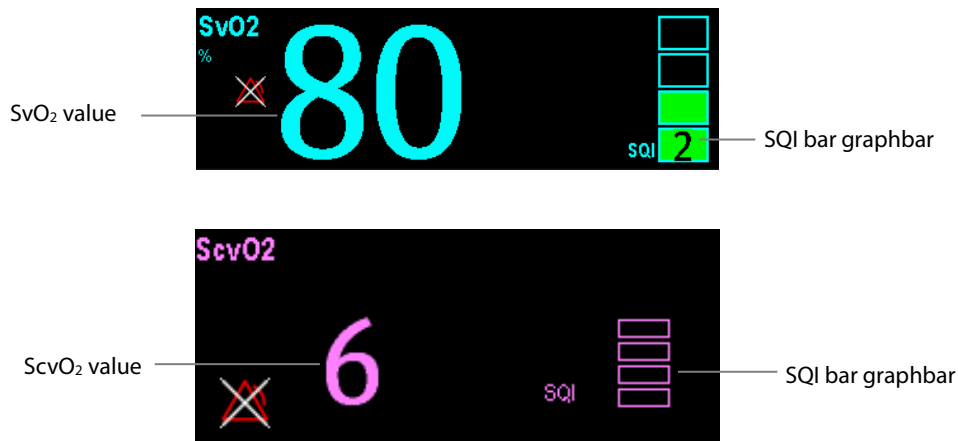 SvO2
%
80
SvO₂ value
SQI 2
SQI bar graphbar
ScvO2
6
ScvO₂ value
SQI
SQI bar graphbar